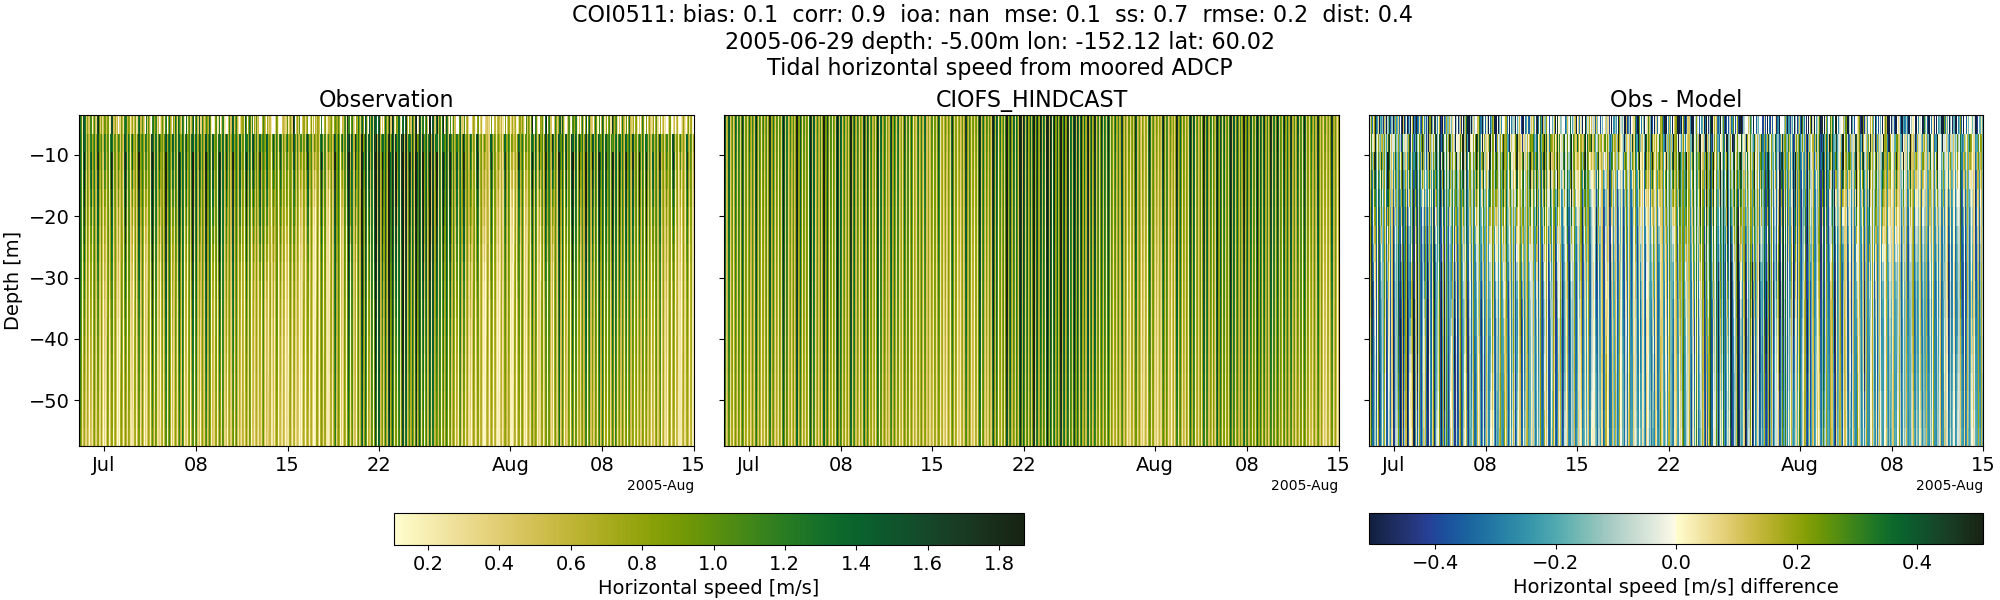 COI0511: bias: 0.1  corr: 0.9  ioa: nan  mse: 0.1  ss: 0.7  rmse: 0.2  dist: 0.4
2005-06-29 depth: -5.00m lon: -152.12 lat: 60.02
Tidal horizontal speed from moored ADCP
Observation
CIOFS_HINDCAST
Obs - Model
Depth [m]
−10
−20
−30
−40
−50
Jul 08 15 22 Aug 08 15
2005-Aug
Jul 08 15 22 Aug 08 15
2005-Aug
Jul 08 15 22 Aug 08 15
2005-Aug
0.2 0.4 0.6 0.8 1.0 1.2 1.4 1.6 1.8
Horizontal speed [m/s]
−0.4 −0.2 0.0 0.2 0.4
Horizontal speed [m/s] difference